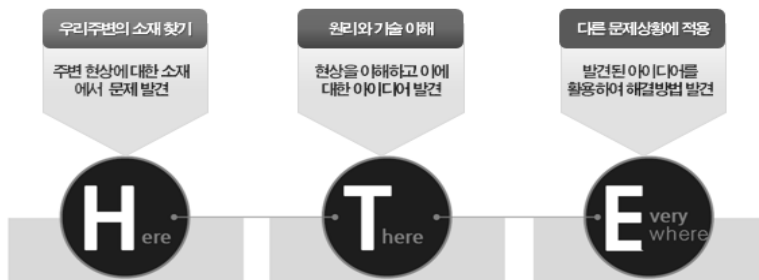 우리주변의 소재 찾기
주변 현상에 대한 소재
에서 문제 발견
Here
원리와 기술 이해
현상을 이해하고 이에
대한 아이디어 발견
There
다른 문제상황에 적용
발견된 아이디어를
활용하여 해결방법 발견
Every
where